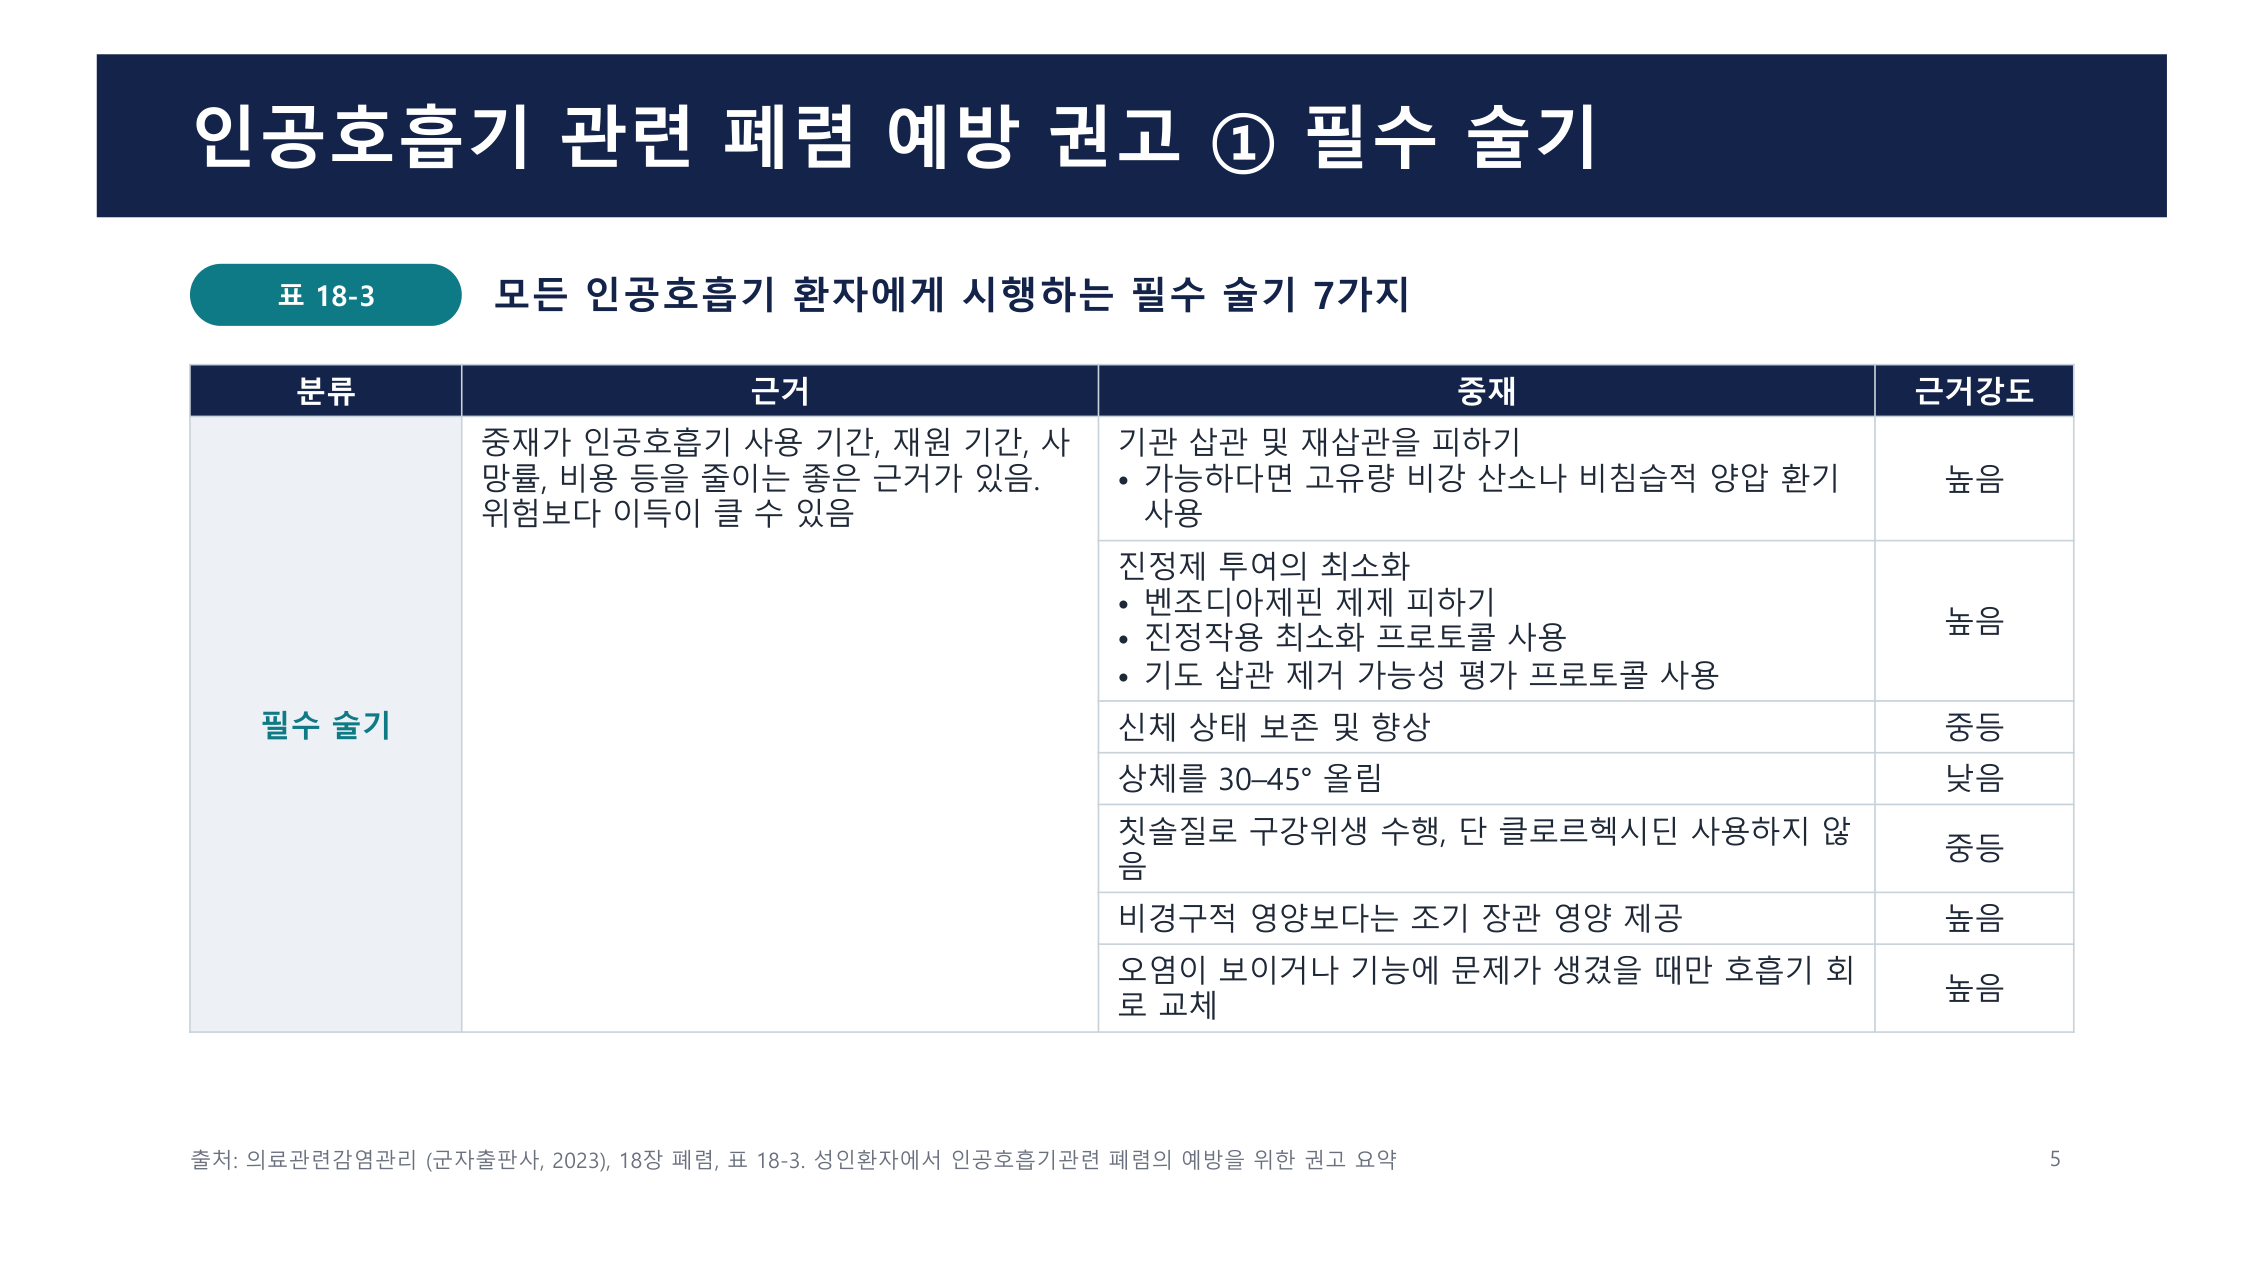 인공호흡기 관련 폐렴 예방 권고 ① 필수 술기
표 18-3
모든 인공호흡기 환자에게 시행하는 필수 술기 7가지
분류
근거
중재
근거강도
필수 술기
중재가 인공호흡기 사용 기간, 재원 기간, 사
망률, 비용 등을 줄이는 좋은 근거가 있음.
위험보다 이득이 클 수 있음
기관 삽관 및 재삽관을 피하기
• 가능하다면 고유량 비강 산소나 비침습적 양압 환기
사용
높음
진정제 투여의 최소화
• 벤조디아제핀 제제 피하기
• 진정작용 최소화 프로토콜 사용
• 기도 삽관 제거 가능성 평가 프로토콜 사용
높음
신체 상태 보존 및 향상
중등
상체를 30–45° 올림
낮음
칫솔질로 구강위생 수행, 단 클로르헥시딘 사용하지 않
음
중등
비경구적 영양보다는 조기 장관 영양 제공
높음
오염이 보이거나 기능에 문제가 생겼을 때만 호흡기 회
로 교체
높음
출처: 의료관련감염관리 (군자출판사, 2023), 18장 폐렴, 표 18-3. 성인환자에서 인공호흡기관련 폐렴의 예방을 위한 권고 요약
5